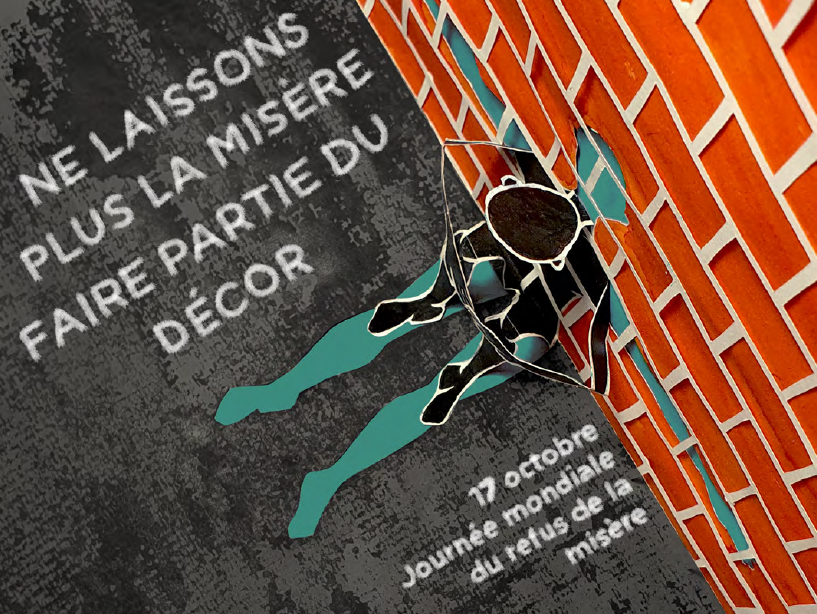 NE LAISSONS
PLUS LA MISÈRE
FAIRE PARTIE DU
DÉCOR
17 octobre
Journée mondiale
du refus de la
misère